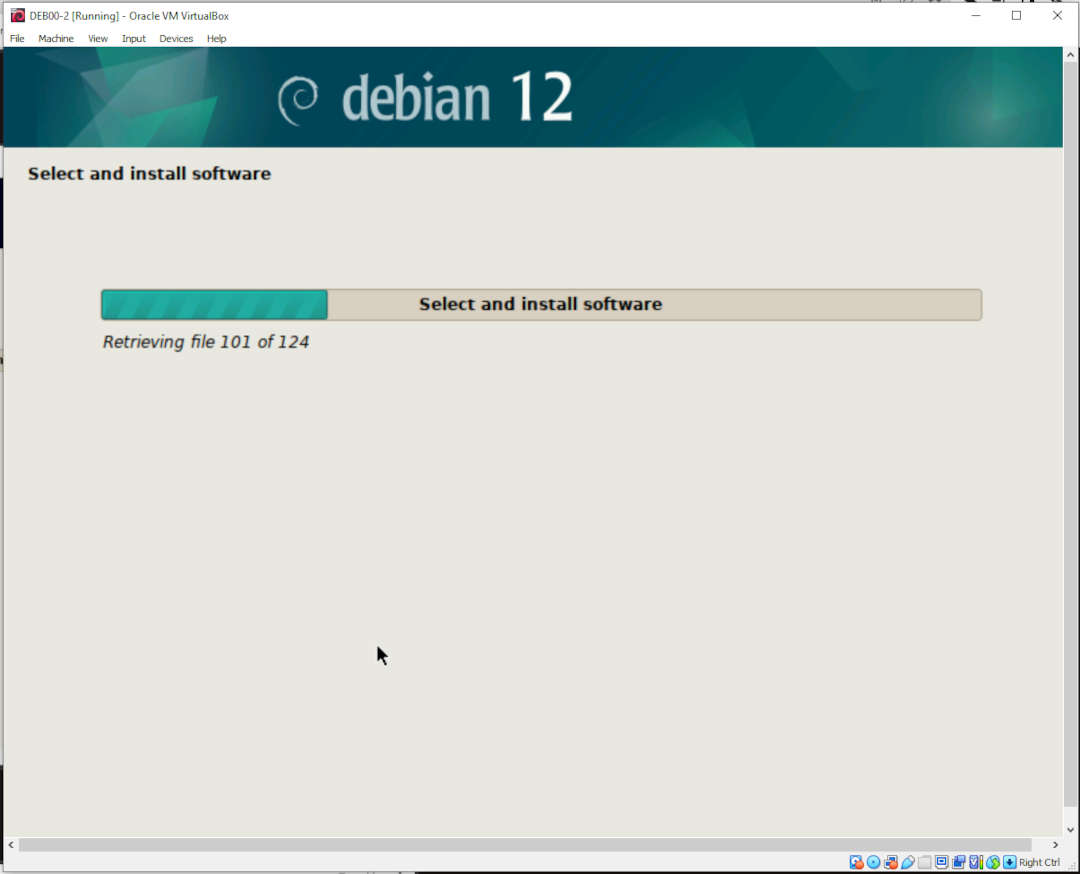 DEB00-2 [Running] - Oracle VM VirtualBox
File Machine View Input Devices Help
debian 12
Select and install software
Select and install software
Retrieving file 101 of 124
Right Ctrl